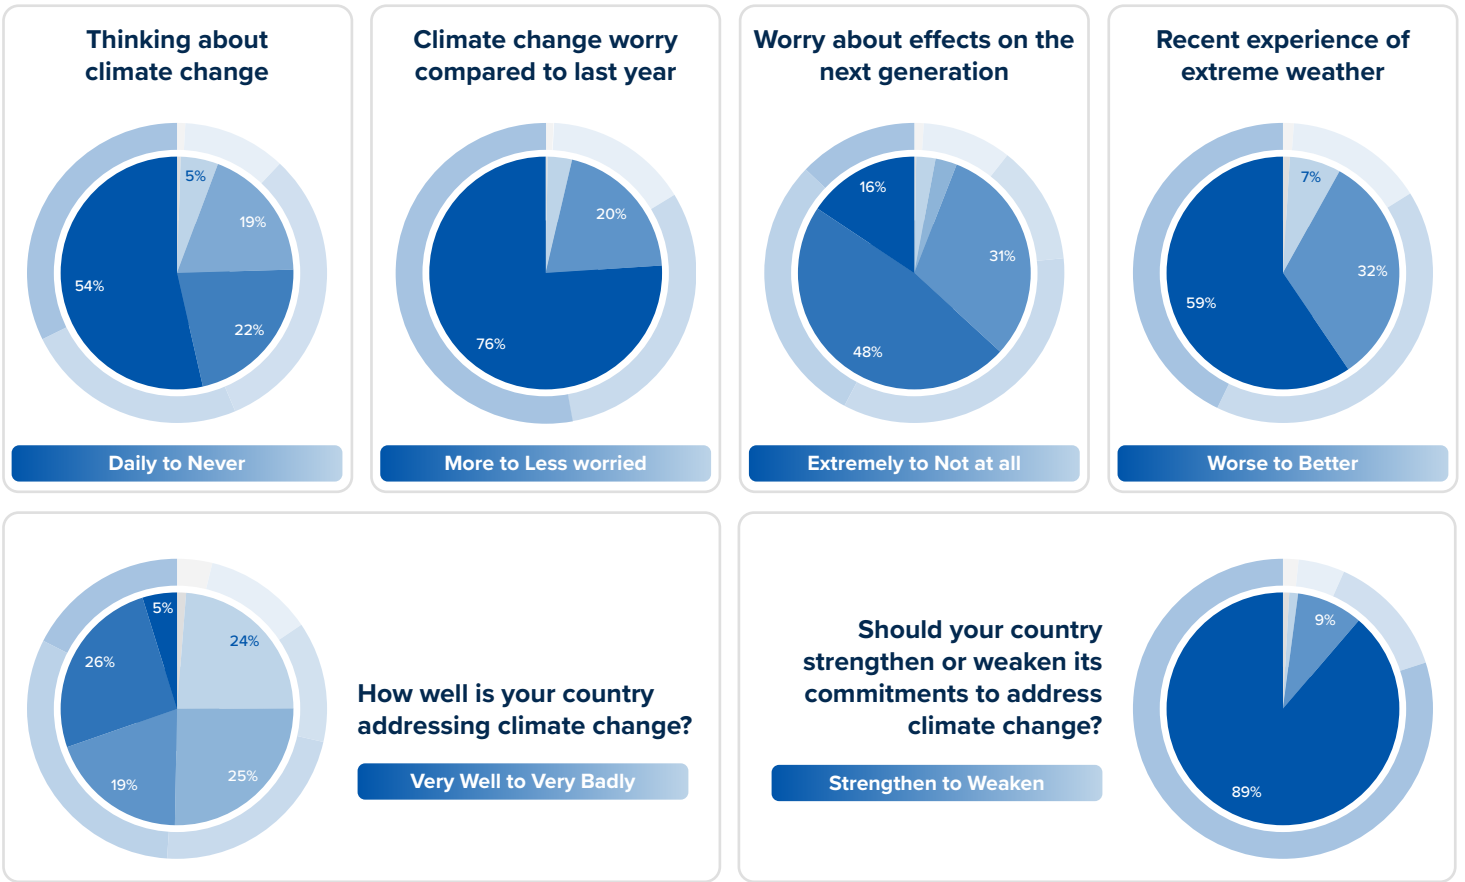 Thinking about
climate change
5%
19%
54%
22%
Daily to Never
Climate change worry
compared to last year
20%
76%
More to Less worried
Worry about effects on the
next generation
16%
31%
48%
Extremely to Not at all
Recent experience of
extreme weather
7%
32%
59%
Worse to Better
5%
24%
26%
19%
25%
How well is your country
addressing climate change?
Very Well to Very Badly
Should your country
strengthen or weaken its
commitments to address
climate change?
Strengthen to Weaken
9%
89%